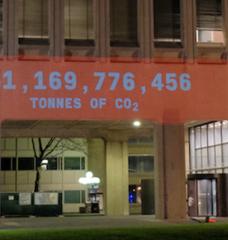 1,169,776,456
TONNES OF CO₂